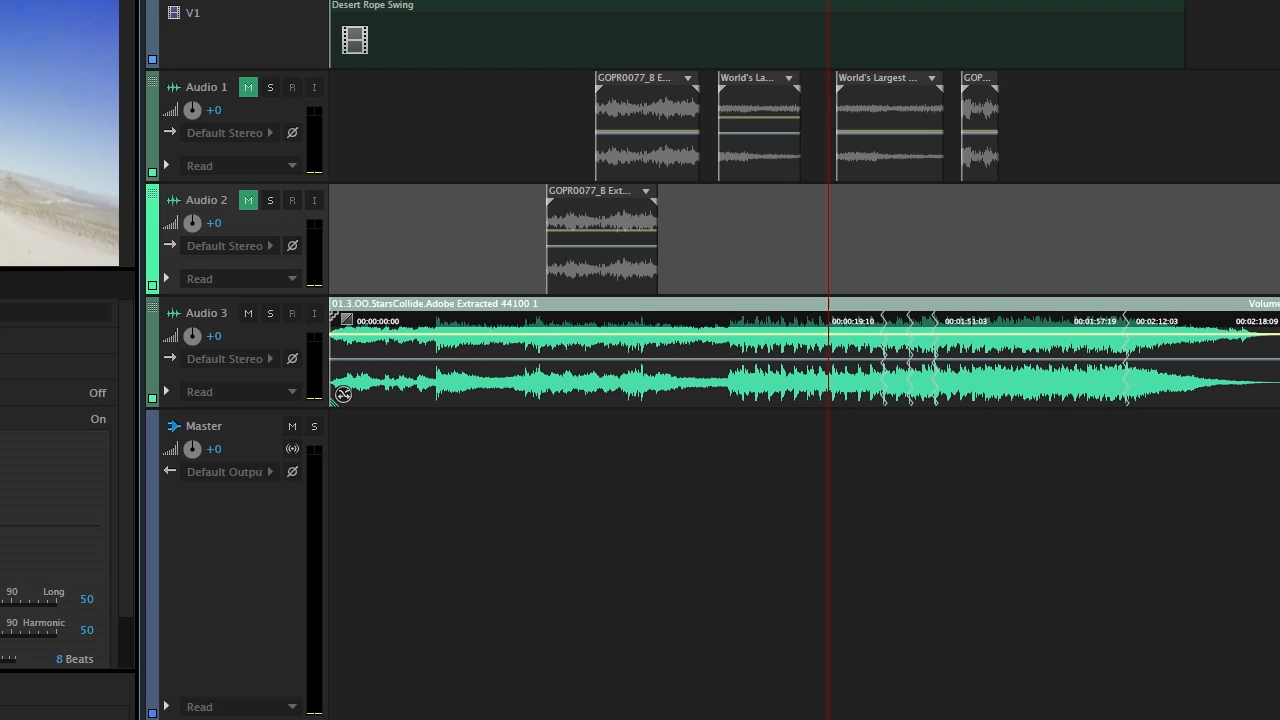 Desert Rope Swing
V1
Audio 1 M S R I
+0
Default Stereo
Read
GOPR0077_B E...
World's La...
World's Largest ...
GOP...
Audio 2 M S R I
+0
Default Stereo
Read
GOPR0077_B Ext...
Audio 3 M S R I
+0
Default Stereo
Read
01.3.OO.StarsCollide.Adobe Extracted 44100 1
Volume
00:00:00:00
00:00:19:10
00:01:51:03
00:01:57:19
00:02:12:03
00:02:18:09
Master M S
+0
Default Outpu
Read
Off
On
90 Long 50
90 Harmonic 50
8 Beats